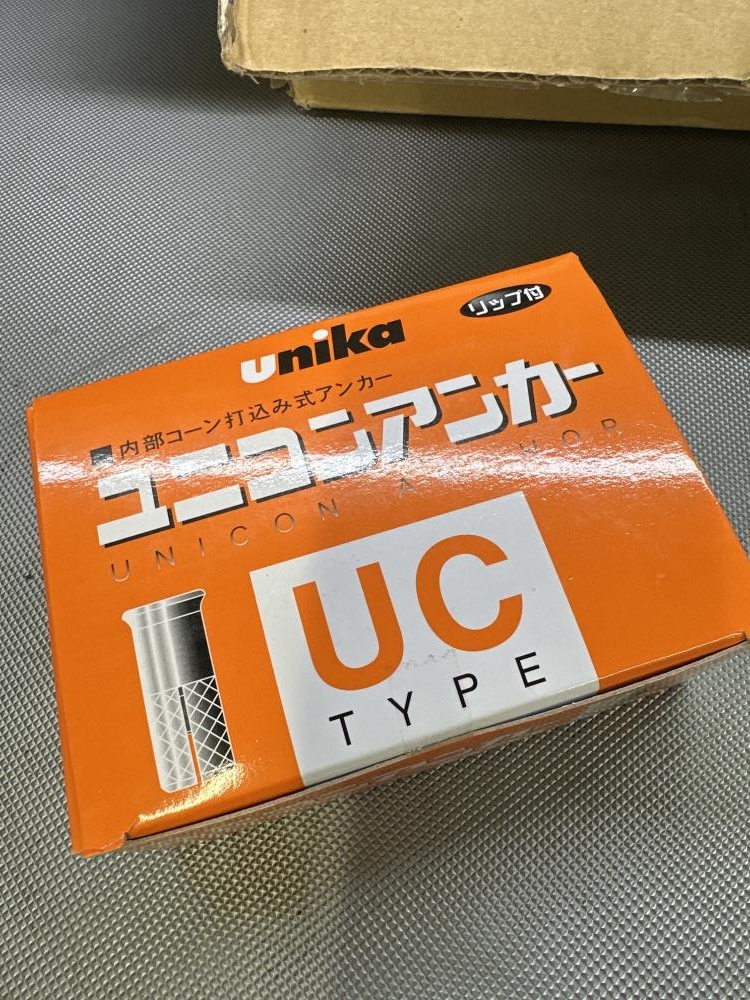 unika
リップ付
内部コーン打込み式アンカー
ユニコンアンカー
UNICON ANCHOR
UC
TYPE